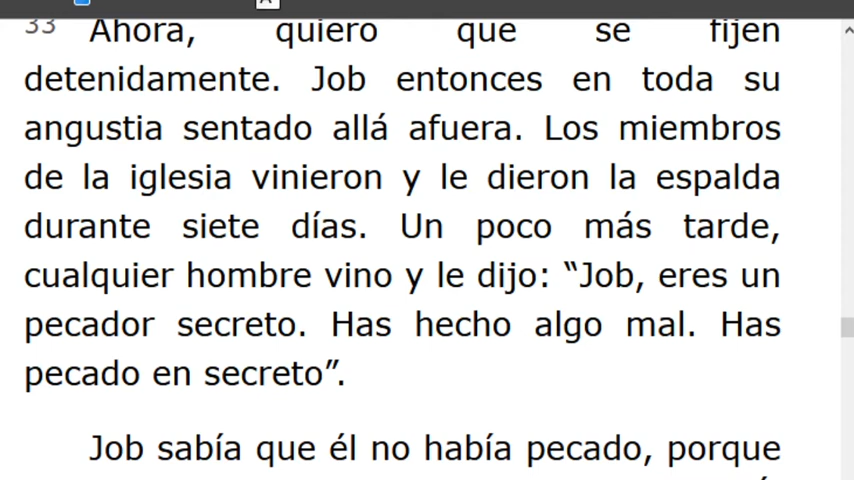 33 Ahora, quiero que se fijen
detenidamente. Job entonces en toda su
angustia sentado allá afuera. Los miembros
de la iglesia vinieron y le dieron la espalda
durante siete días. Un poco más tarde,
cualquier hombre vino y le dijo: “Job, eres un
pecador secreto. Has hecho algo mal. Has
pecado en secreto”.
Job sabía que él no había pecado, porque